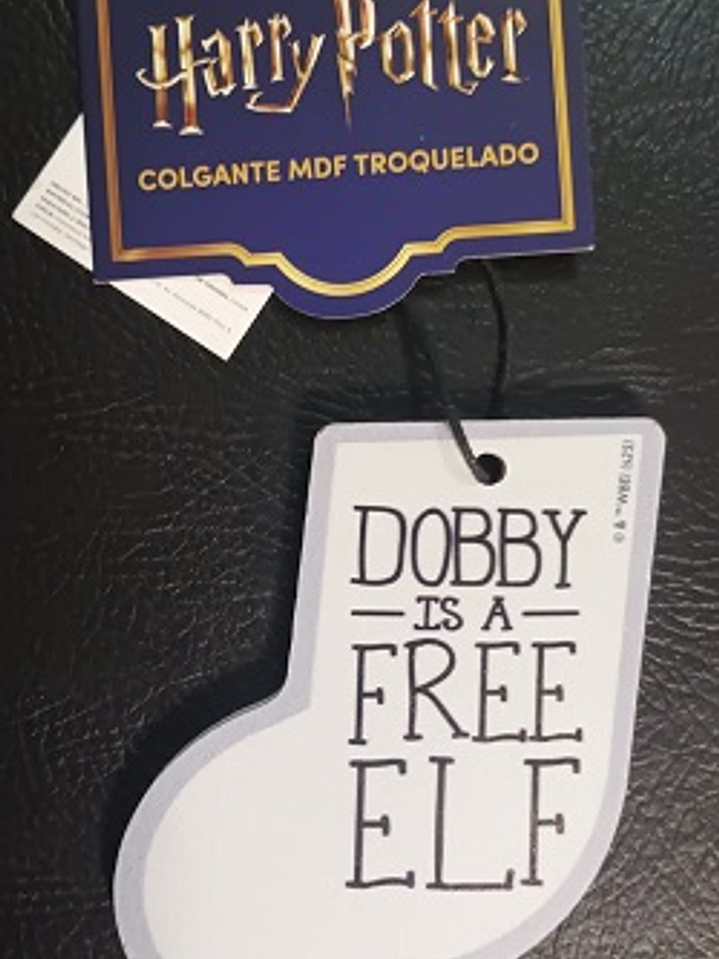 Harry Potter
COLGANTE MDF TROQUELADO
DOBBY
IS A
FREE
ELF